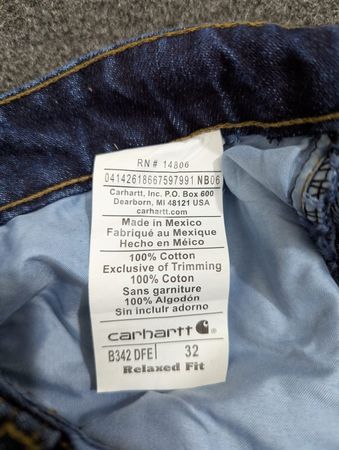 RN# 14806
04142618667597991 NB06
Carhartt, Inc. P.O. Box 600
Dearborn, MI 48121 USA
carhartt.com
Made in Mexico
Fabriqué au Mexique
Hecho en Méico
100% Cotton
Exclusive of Trimming
100% Coton
Sans garniture
100% Algodón
Sin incluir adorno
carhartt
B342 DFE 32
Relaxed Fit